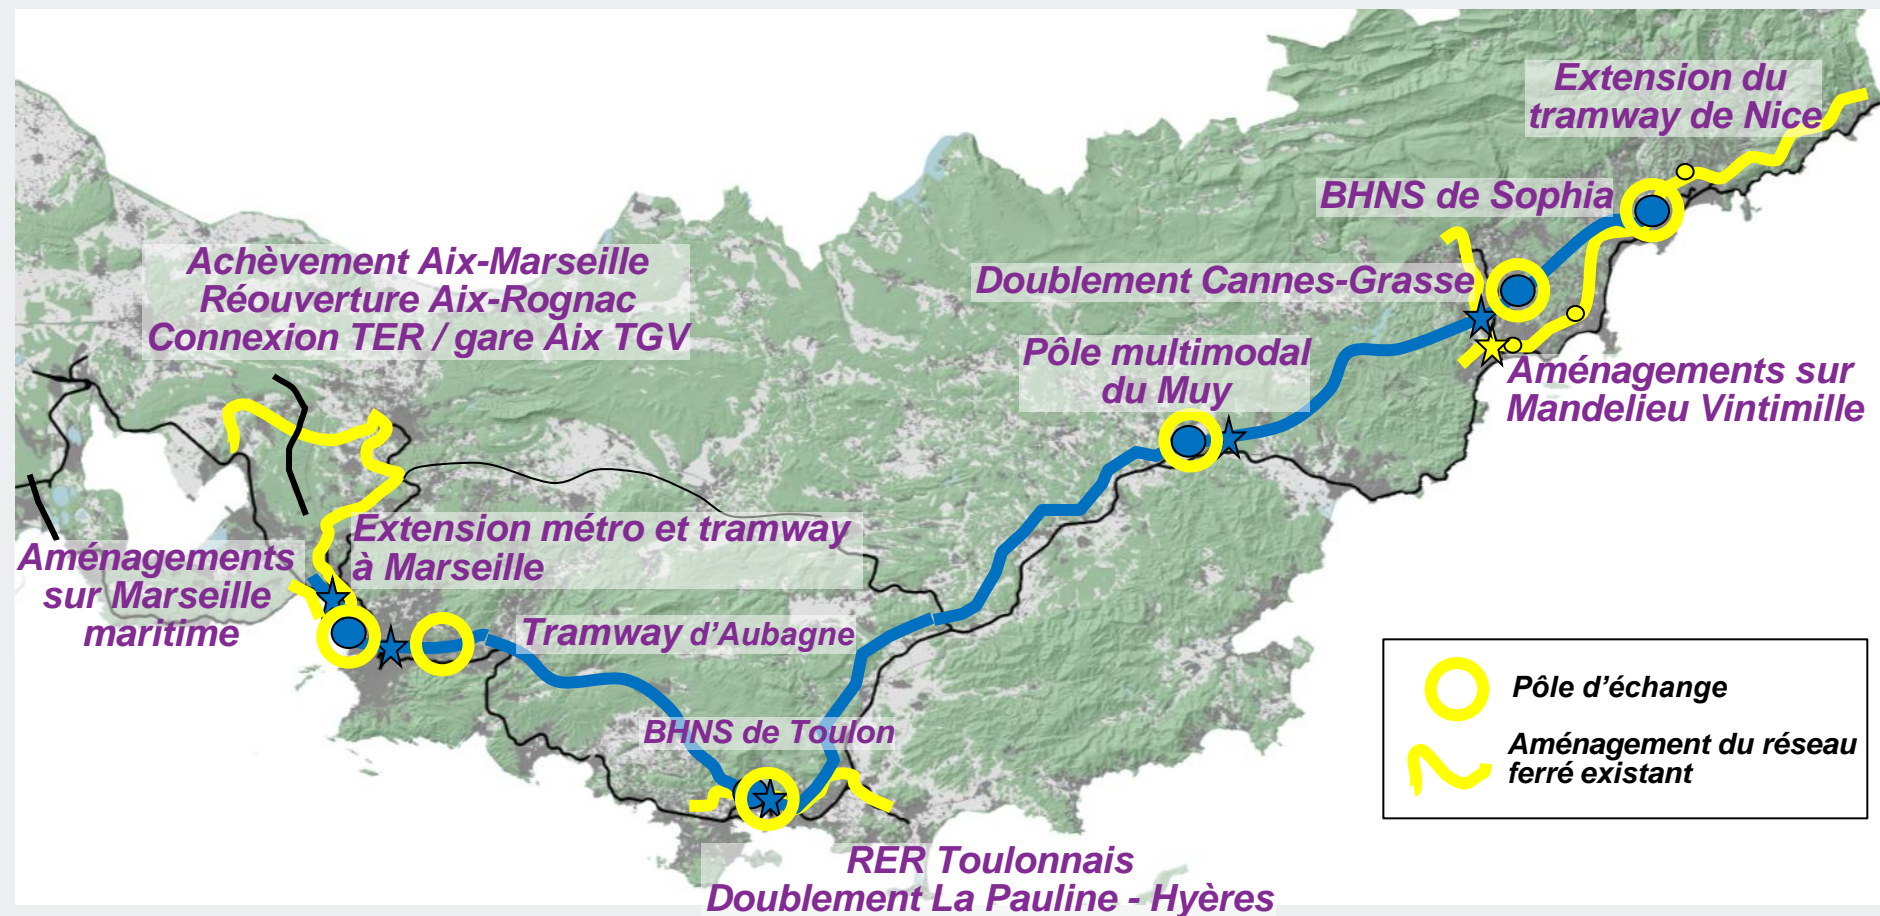 Extension du
tramway de Nice
BHNS de Sophia
Achèvement Aix-Marseille
Réouverture Aix-Rognac
Connexion TER / gare Aix TGV
Doublement Cannes-Grasse
Pôle multimodal
du Muy
Aménagements sur
Mandelieu Vintimille
Extension métro et tramway
à Marseille
Aménagements
sur Marseille
maritime
Tramway d'Aubagne
BHNS de Toulon
RER Toulonnais
Doublement La Pauline - Hyères
Pôle d'échange
Aménagement du réseau
ferré existant